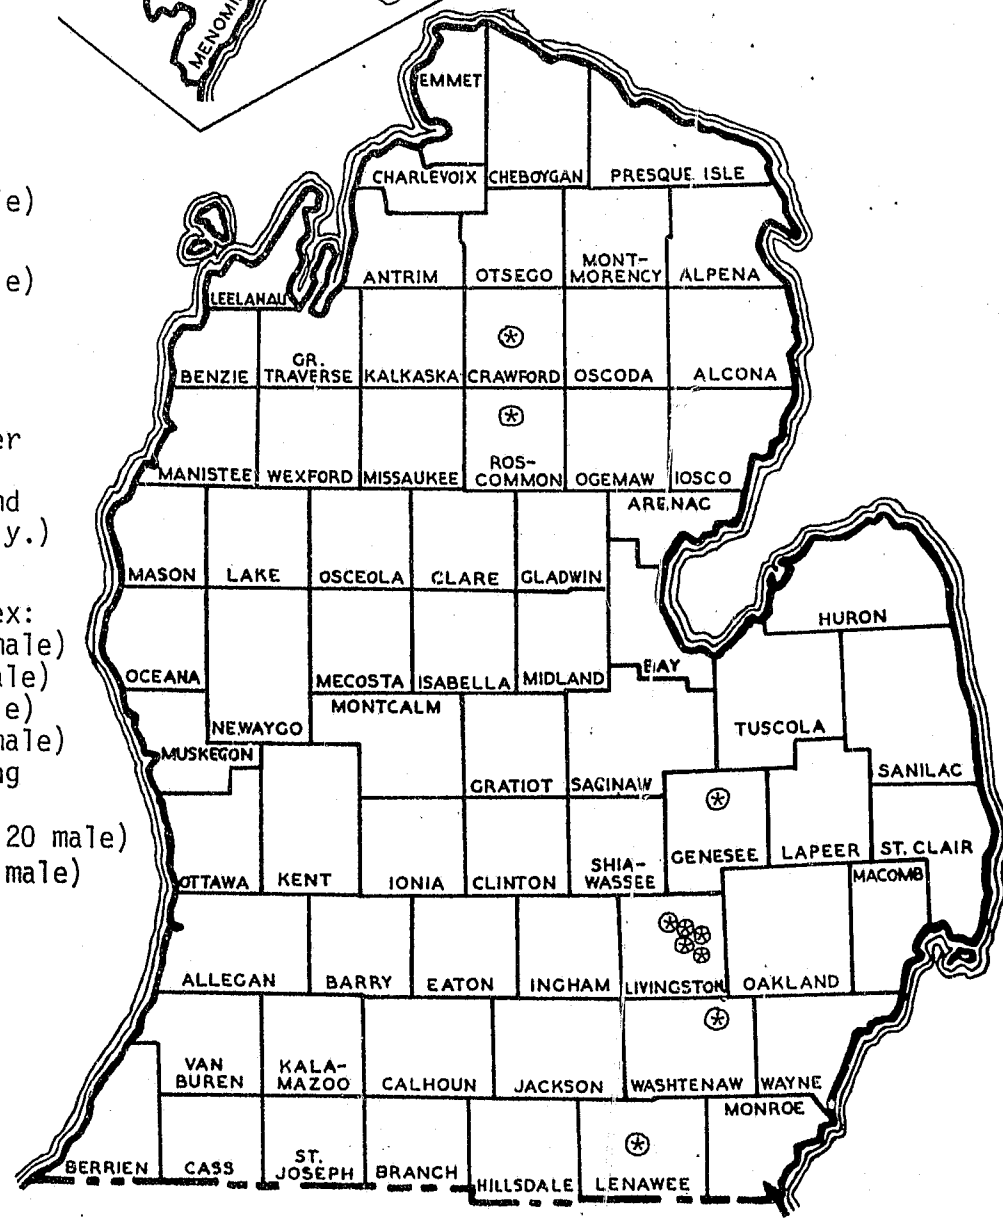 MENOMI
EMMET
CHARLEVOIX
CHEBOYGAN
PRESQUE ISLE
e)
e)
ANTRIM
OTSEGO
MONT-
MORENCY
ALPENA
LEELANAU
BENZIE
GR.
TRAVERSE
KALKASKA
CRAWFORD
OSCODA
ALCONA
er
MANISTEE
WEXFORD
MISSAUKEE
ROS-
COMMON
OGEMAW
IOSCO
nd
y.)
ARENAC
MASON
LAKE
OSCEOLA
CLARE
GLADWIN
HURON
ex:
male)
ale)
e)
male)
ng
20 male)
male)
OCEANA
NEWAYGO
MECOSTA
ISABELLA
MIDLAND
BAY
MONTCALM
TUSCOLA
MUSKEGON
GRATIOT
SAGINAW
SANILAC
OTTAWA
KENT
IONIA
CLINTON
SHIA-
WASSEE
GENESEE
LAPEER
ST. CLAIR
MACOMB
ALLEGAN
BARRY
EATON
INGHAM
LIVINGSTON
OAKLAND
VAN
BUREN
KALA-
MAZOO
CALHOUN
JACKSON
WASHTENAW
WAYNE
MONROE
BERRIEN
CASS
ST.
JOSEPH
BRANCH
HILLSDALE
LENAWEE